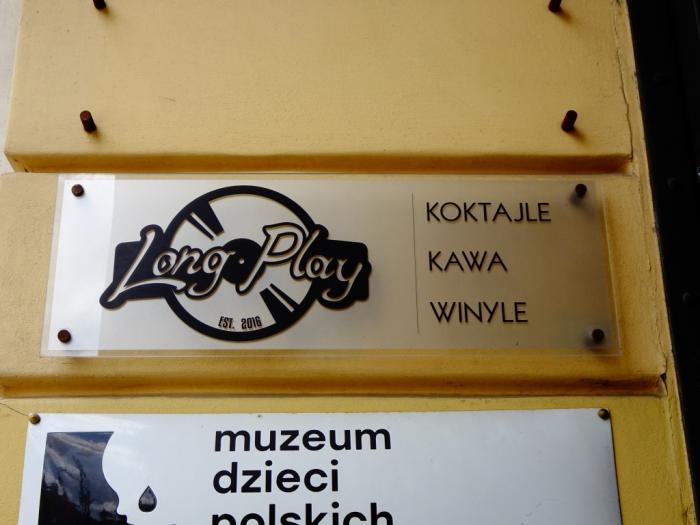 Long Play
EST. 2016
KOKTAJLE
KAWA
WINYLE
muzeum
dzieci
polskich